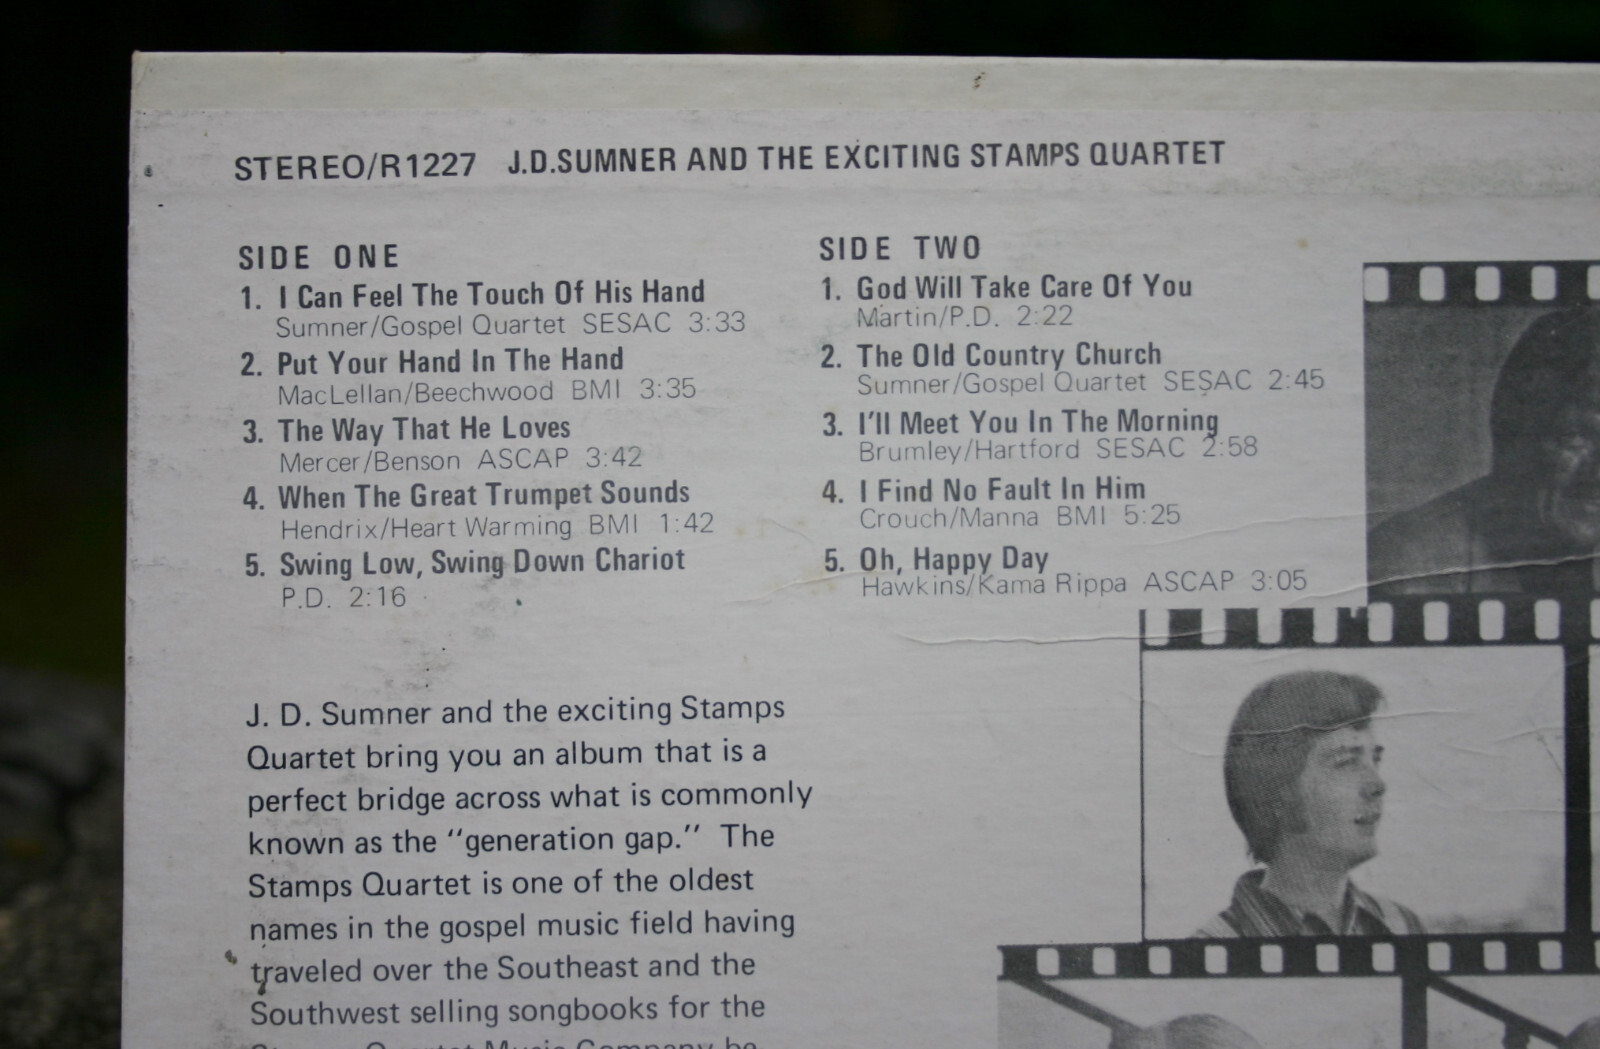 STEREO/R1227 J.D.SUMNER AND THE EXCITING STAMPS QUARTET
SIDE ONE
1. I Can Feel The Touch Of His Hand
Sumner/Gospel Quartet SESAC 3:33
2. Put Your Hand In The Hand
MacLellan/Beechwood BMI 3:35
3. The Way That He Loves
Mercer/Benson ASCAP 3:42
4. When The Great Trumpet Sounds
Hendrix/Heart Warming BMI 1:42
5. Swing Low, Swing Down Chariot
P.D. 2:16
SIDE TWO
1. God Will Take Care Of You
Martin/P.D. 2:22
2. The Old Country Church
Sumner/Gospel Quartet SESAC 2:45
3. I'll Meet You In The Morning
Brumley/Hartford SESAC 2:58
4. I Find No Fault In Him
Crouch/Manna BMI 5:25
5. Oh, Happy Day
Hawkins/Kama Rippa ASCAP 3:05
J. D. Sumner and the exciting Stamps
Quartet bring you an album that is a
perfect bridge across what is commonly
known as the "generation gap." The
Stamps Quartet is one of the oldest
names in the gospel music field having
traveled over the Southeast and the
Southwest selling songbooks for the
Quartet Music Company be